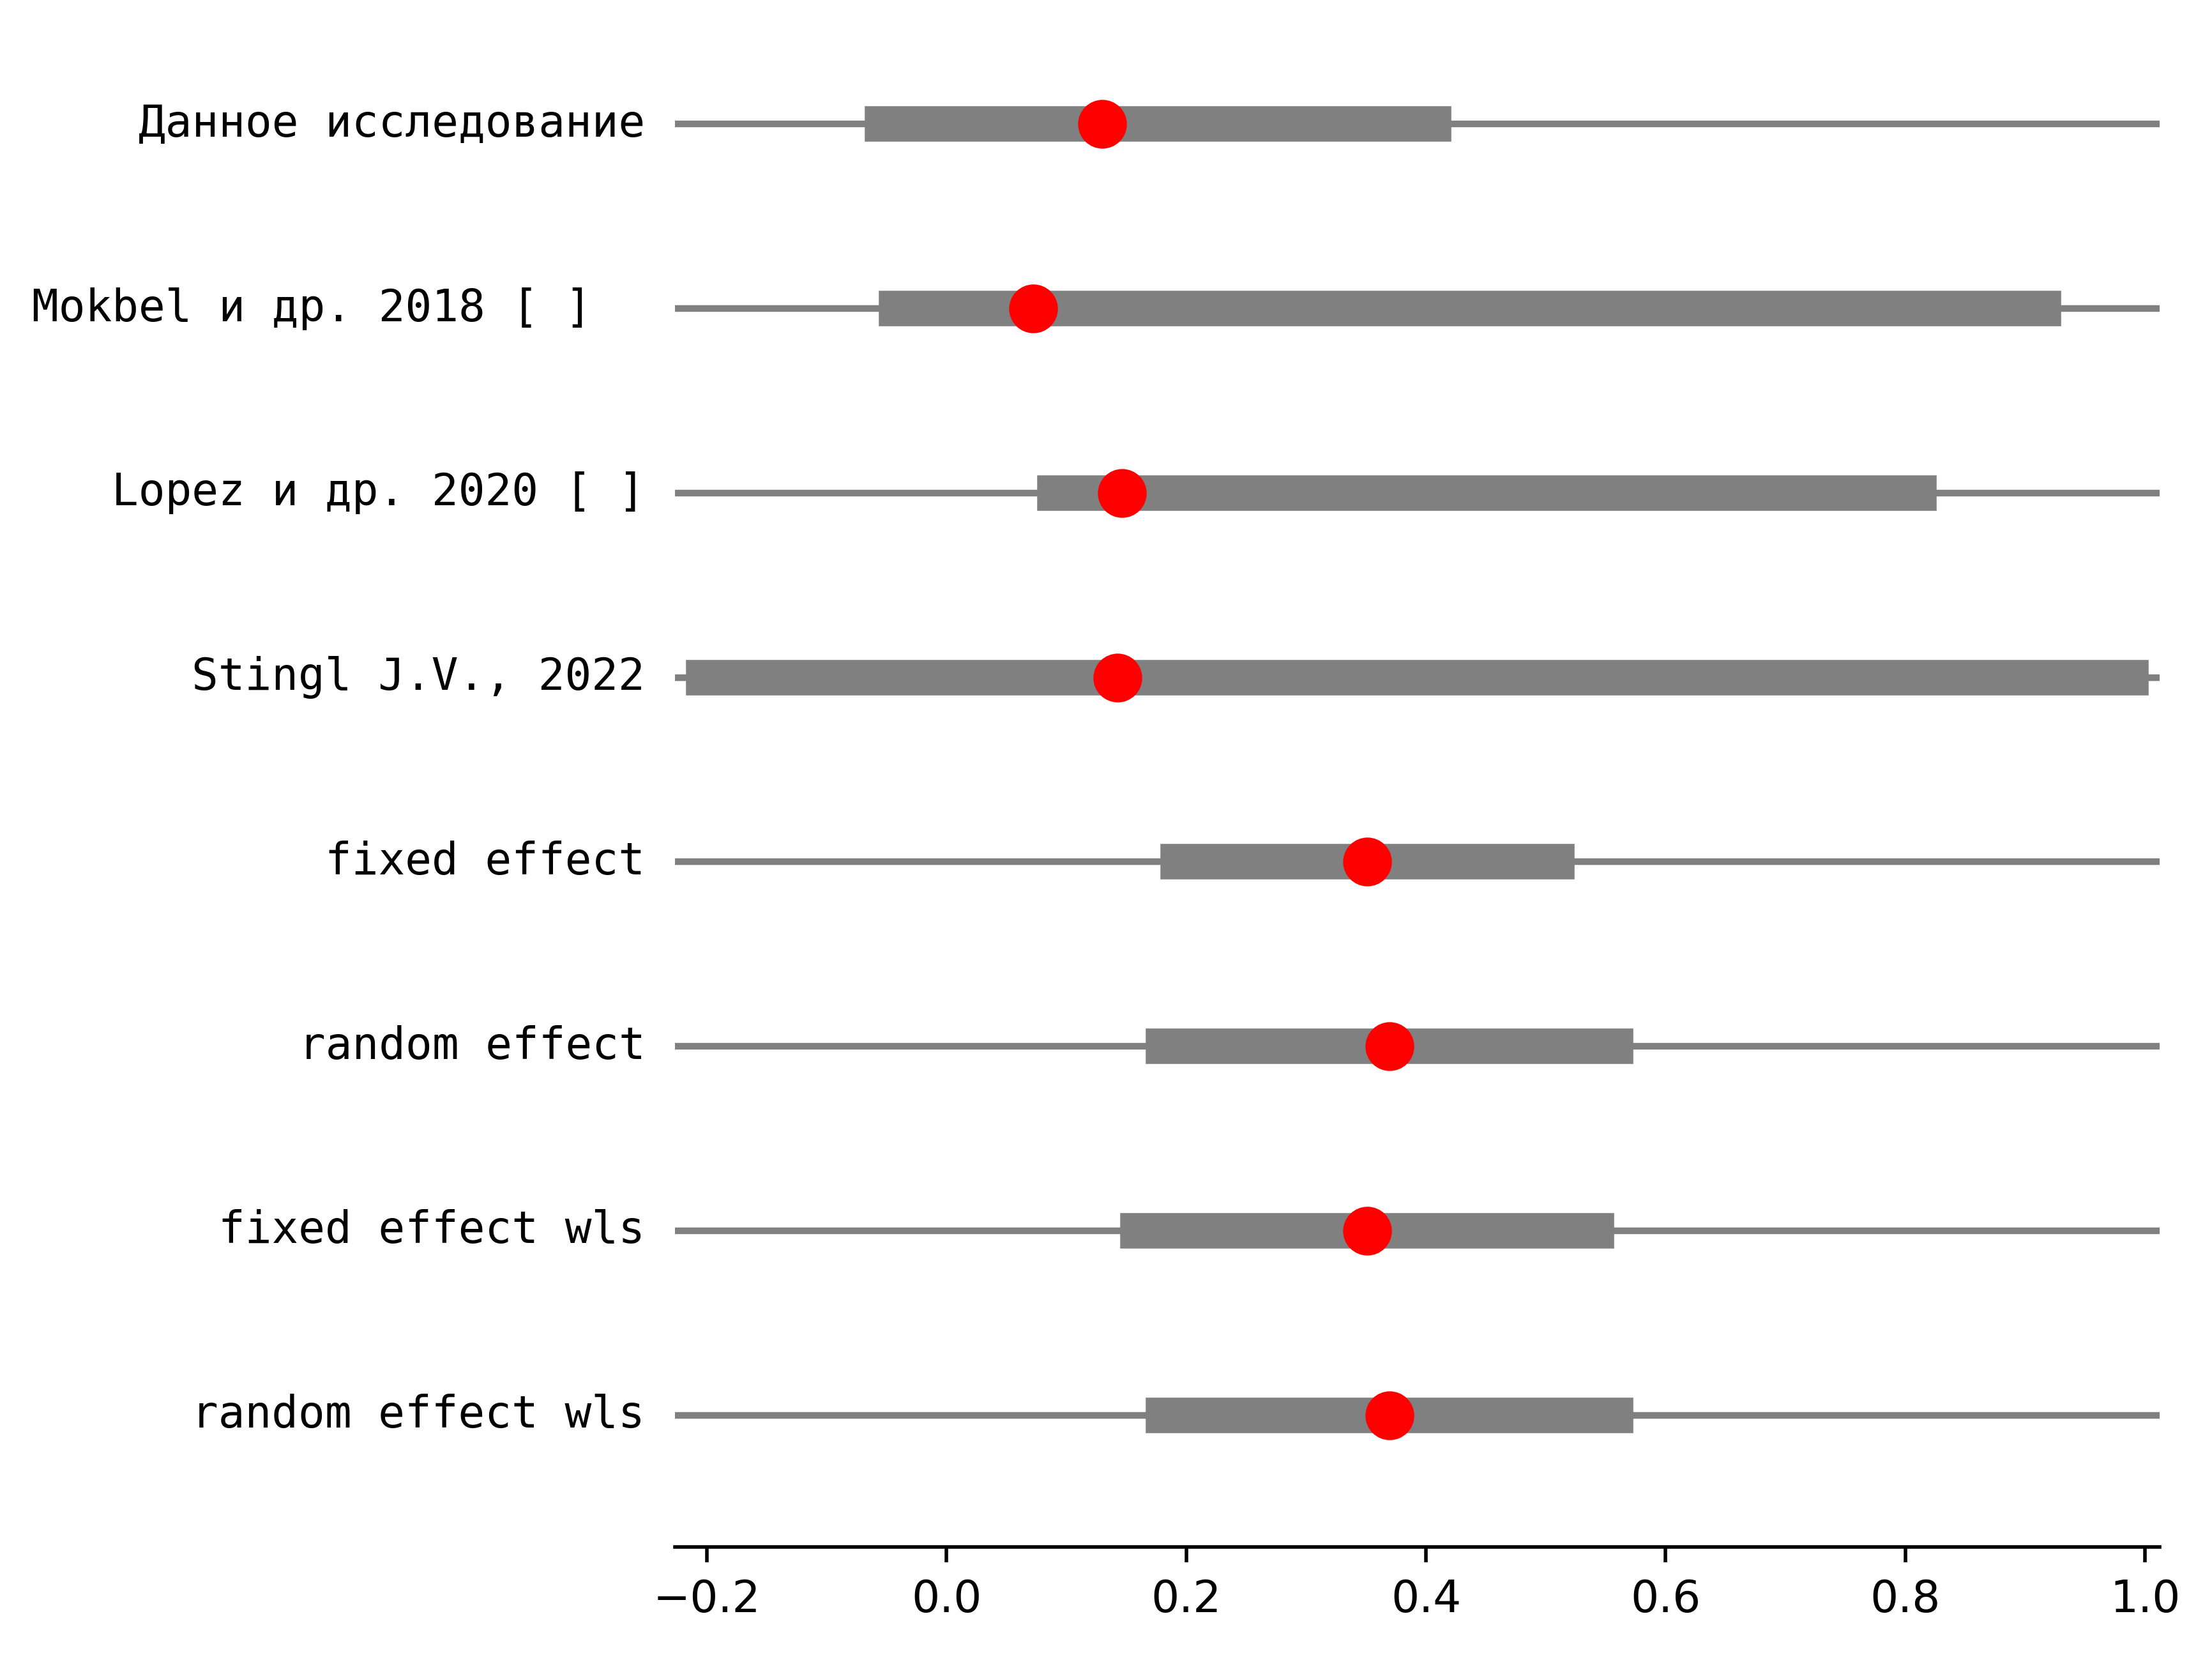 Данное исследование
Mokbel и др. 2018 [ ]
Lopez и др. 2020 [ ]
Stingl J.V., 2022
fixed effect
random effect
fixed effect wls
random effect wls
−0.2 0.0 0.2 0.4 0.6 0.8 1.0